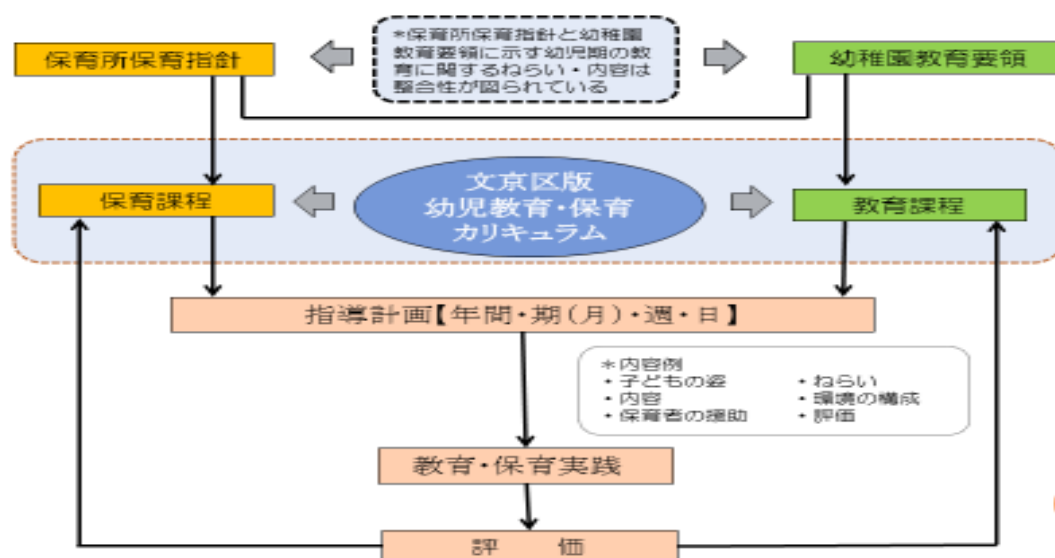 保育所保育指針
*保育所保育指針と幼稚園
教育要領に示す幼児期の教
育に関するねらい・内容は
整合性が図られている
幼稚園教育要領
保育課程
文京区版
幼児教育・保育
カリキュラム
教育課程
指導計画【年間・期(月)・週・日】
*内容例
・子どもの姿
・ねらい
・内容
・環境の構成
・保育者の援助
・評価
教育・保育実践
評　価